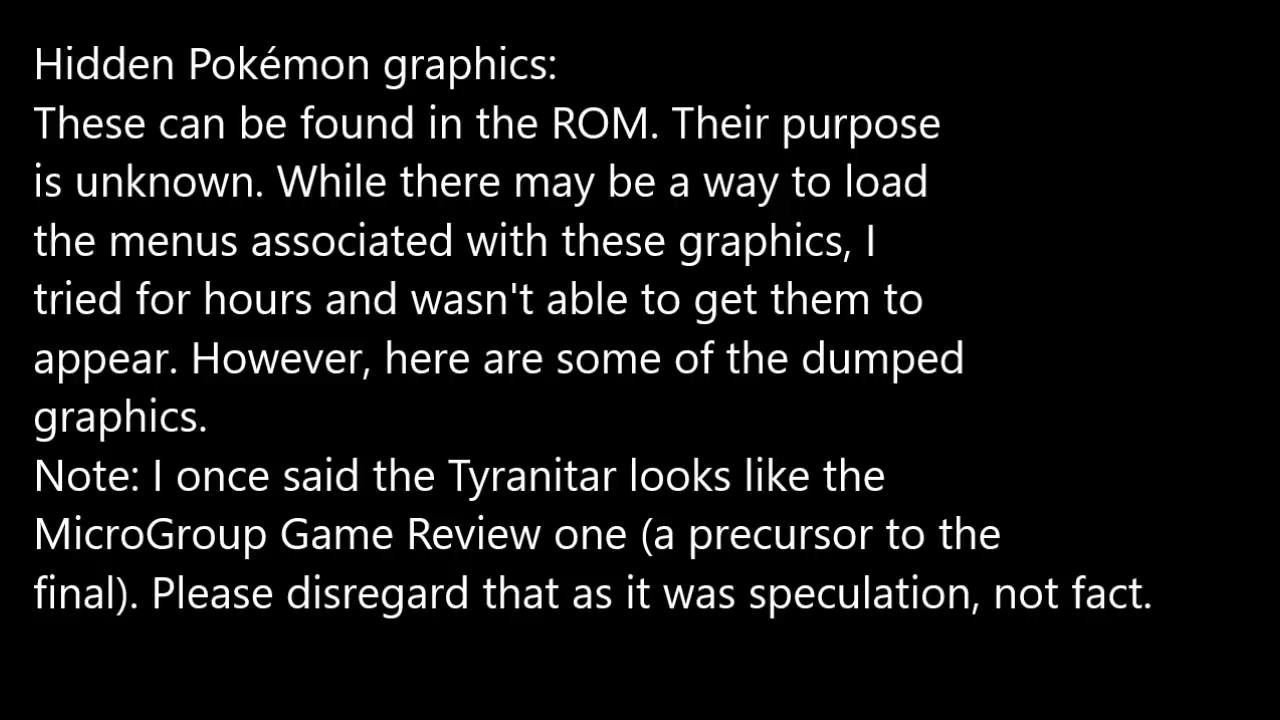 Hidden Pokémon graphics:
These can be found in the ROM. Their purpose
is unknown. While there may be a way to load
the menus associated with these graphics, I
tried for hours and wasn't able to get them to
appear. However, here are some of the dumped
graphics.
Note: I once said the Tyranitar looks like the
MicroGroup Game Review one (a precursor to the
final). Please disregard that as it was speculation, not fact.